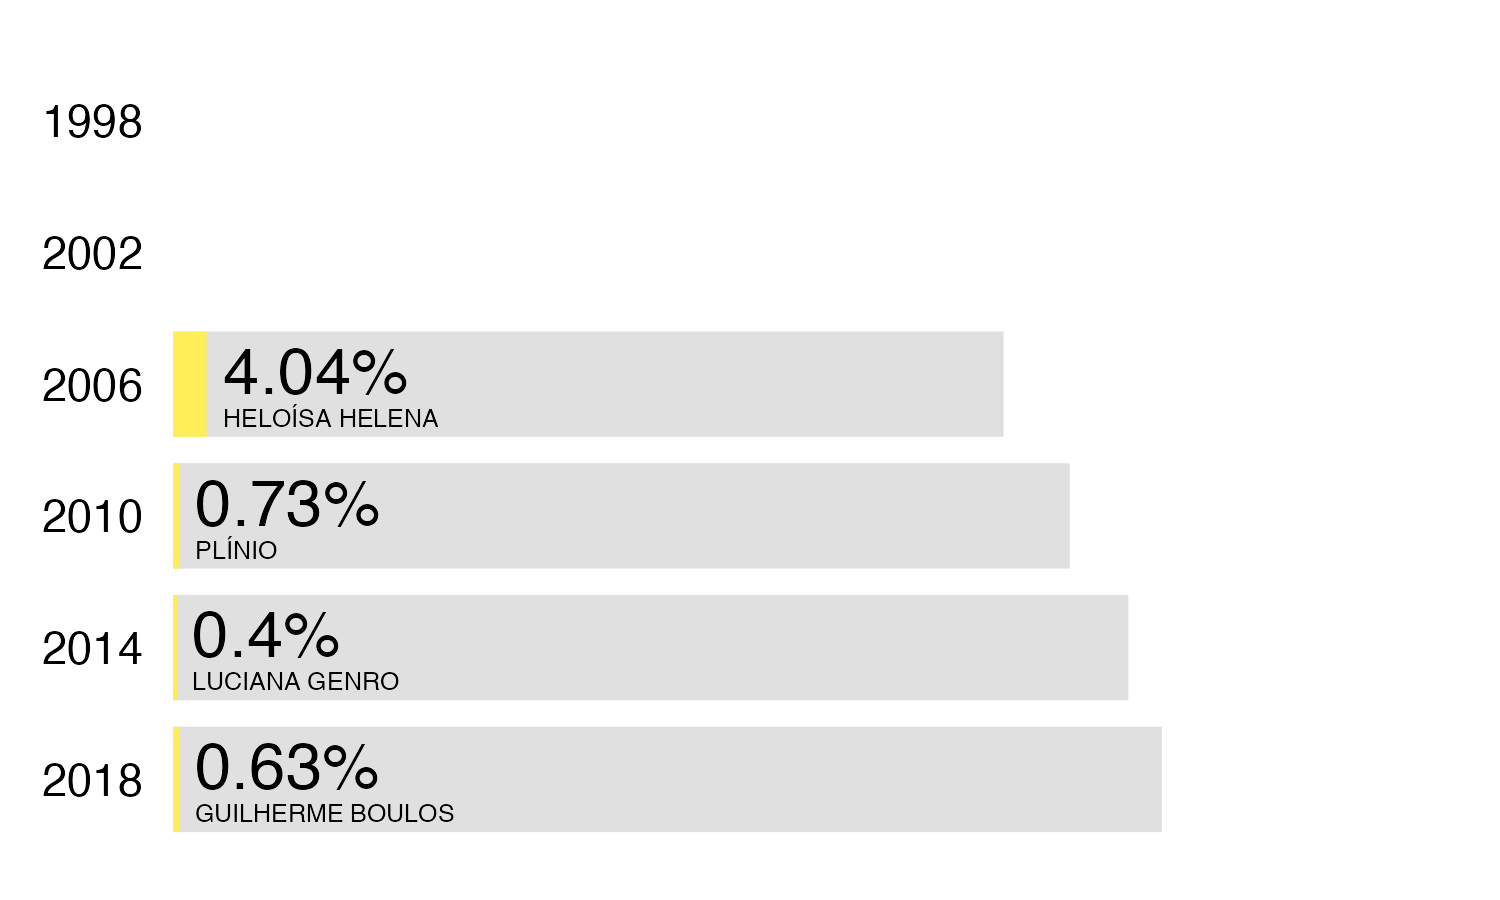 1998
2002
2006
4.04%
HELOÍSA HELENA
2010
0.73%
PLÍNIO
2014
0.4%
LUCIANA GENRO
2018
0.63%
GUILHERME BOULOS